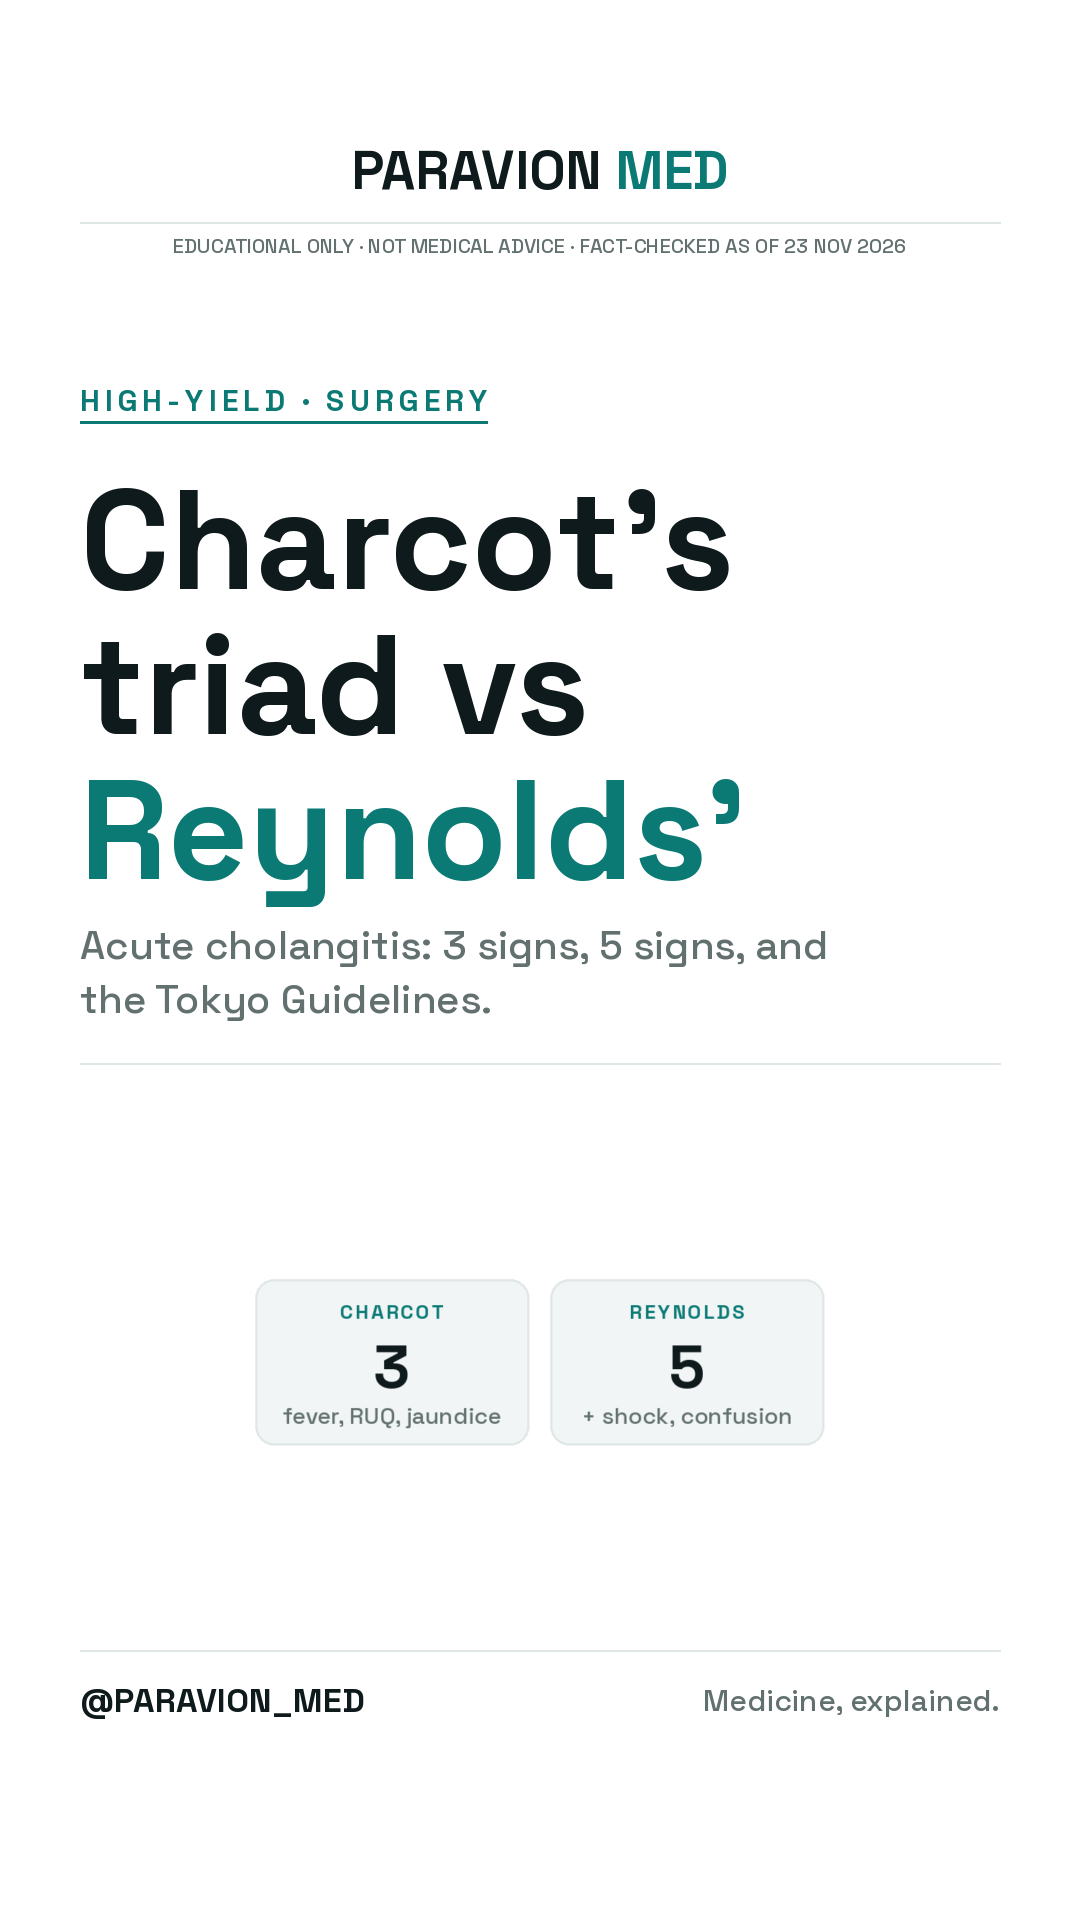 PARAVION MED
EDUCATIONAL ONLY · NOT MEDICAL ADVICE · FACT-CHECKED AS OF 23 NOV 2026
HIGH-YIELD · SURGERY
Charcot’s
triad vs
Reynolds’
Acute cholangitis: 3 signs, 5 signs, and
the Tokyo Guidelines.
CHARCOT
3
fever, RUQ, jaundice
REYNOLDS
5
+ shock, confusion
@PARAVION_MED
Medicine, explained.